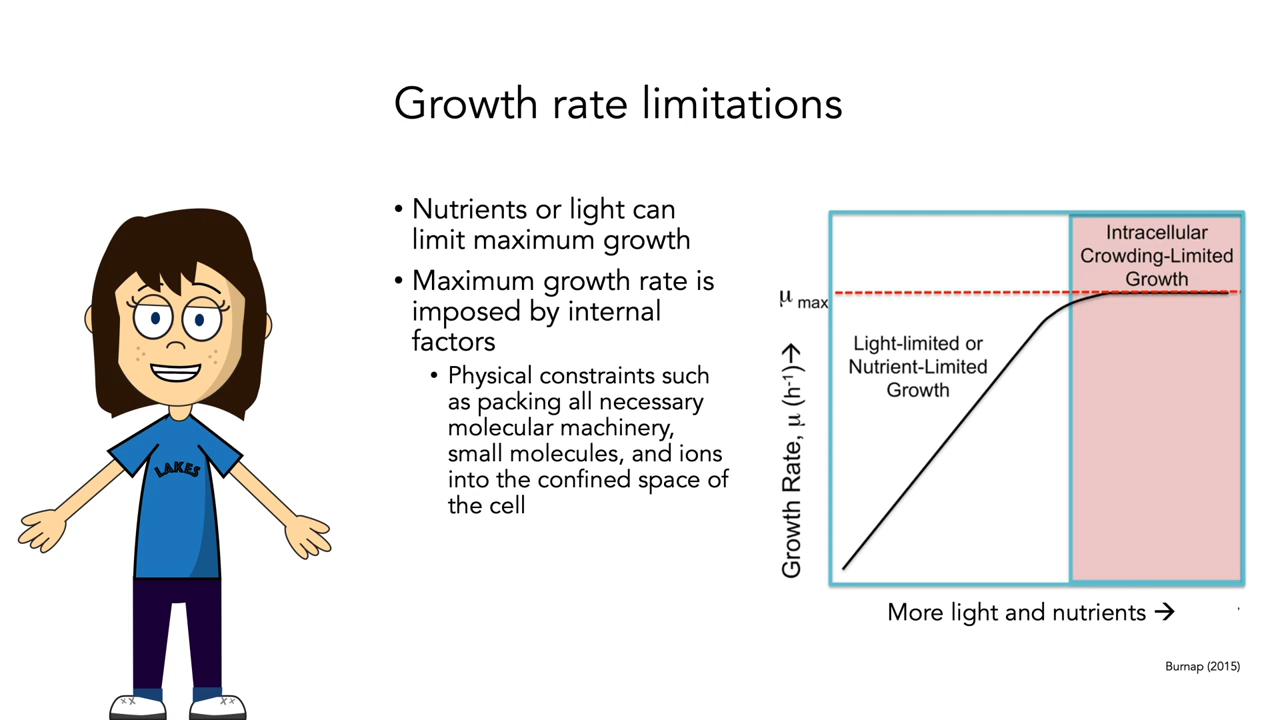 Growth rate limitations
• Nutrients or light can
limit maximum growth
• Maximum growth rate is
imposed by internal
factors
• Physical constraints such
as packing all necessary
molecular machinery,
small molecules, and ions
into the confined space of
the cell
LAKES
Intracellular
Crowding-Limited
Growth
μ max
Light-limited or
Nutrient-Limited
Growth
Growth Rate, μ (h-1)→
More light and nutrients →
Burnap (2015)